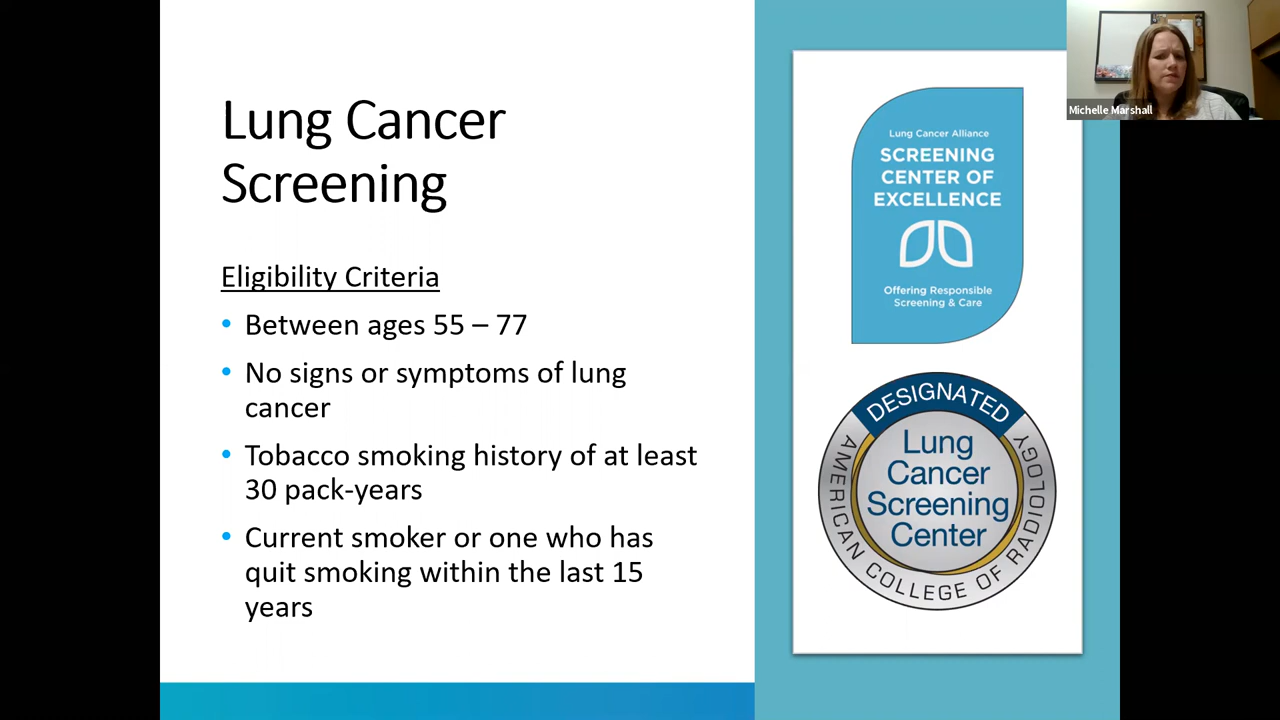 Lung Cancer
Screening
Eligibility Criteria
• Between ages 55 – 77
• No signs or symptoms of lung
cancer
• Tobacco smoking history of at least
30 pack-years
• Current smoker or one who has
quit smoking within the last 15
years
Lung Cancer Alliance
SCREENING
CENTER OF
EXCELLENCE
Offering Responsible
Screening & Care
DESIGNATED
Lung
Cancer
Screening
Center
AMERICAN COLLEGE OF RADIOLOGY
Michelle Marshall